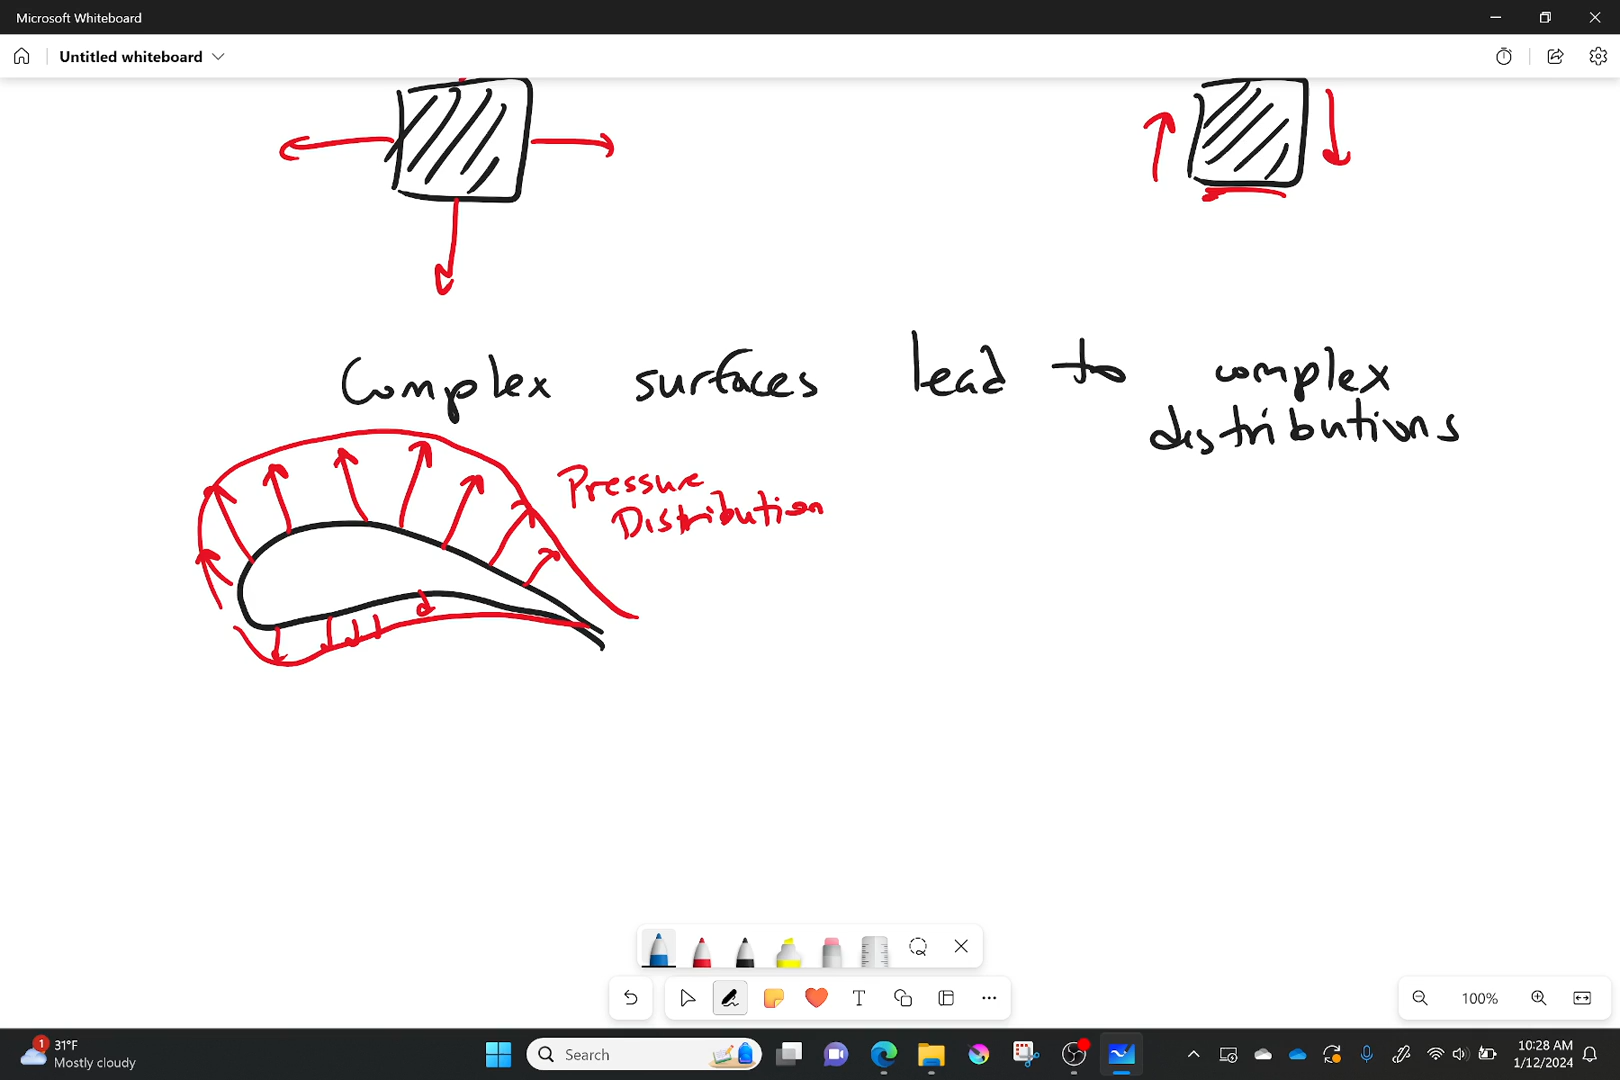 Microsoft Whiteboard
Untitled whiteboard
Complex surfaces lead to complex
distributions
Pressure
Distribution
100%
1
31°F
Mostly cloudy
Search
10:28 AM
1/12/2024